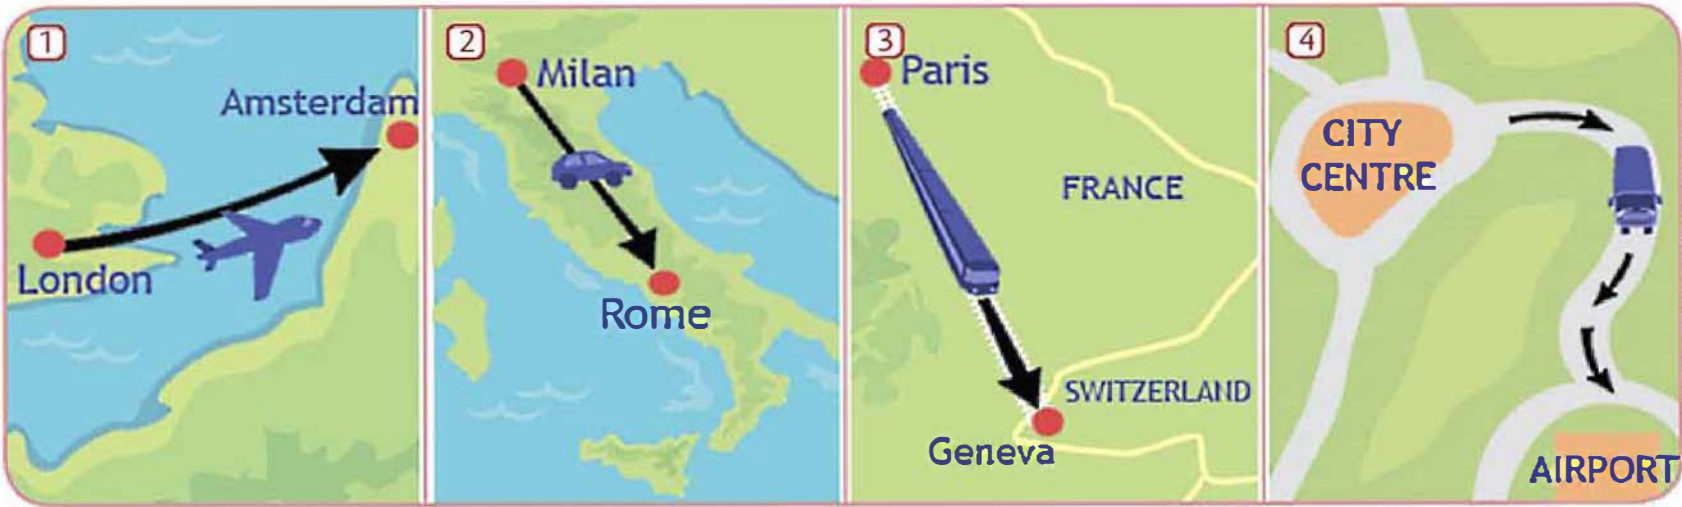 1
Amsterdam
London
2
Milan
Rome
3
Paris
FRANCE
SWITZERLAND
Geneva
4
CITY
CENTRE
AIRPORT